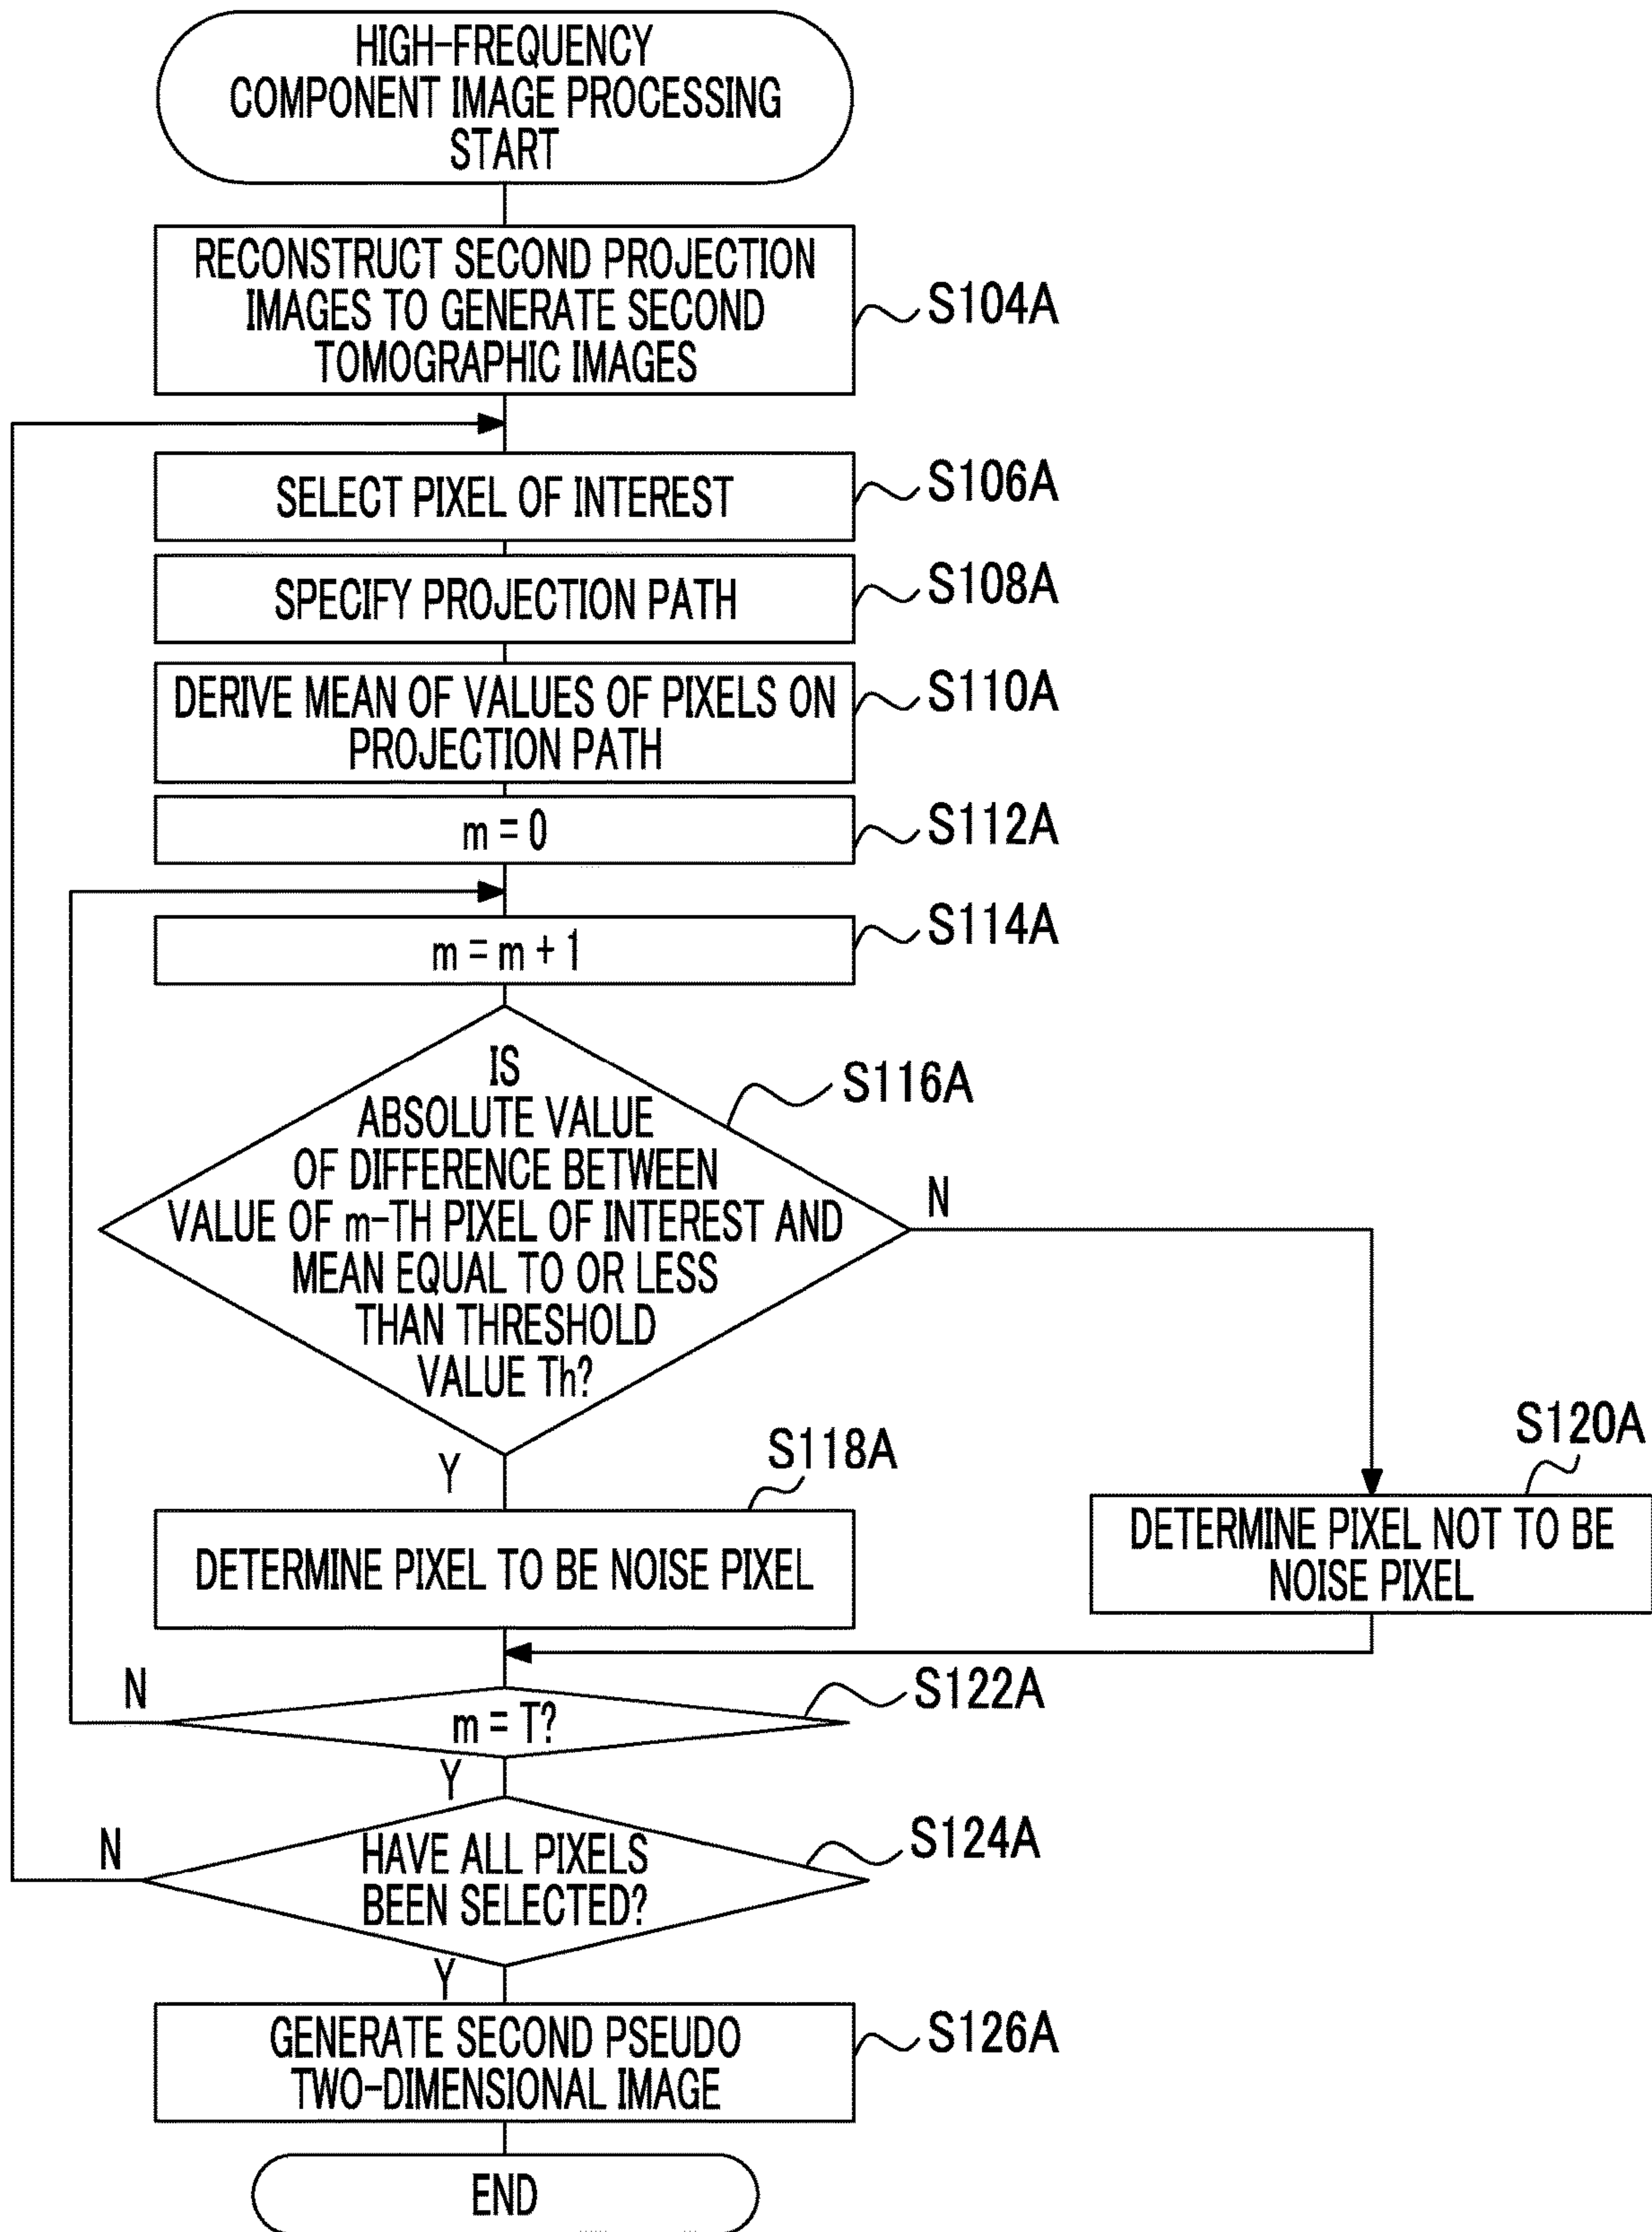 HIGH-FREQUENCY
COMPONENT IMAGE PROCESSING
START
RECONSTRUCT SECOND PROJECTION
IMAGES TO GENERATE SECOND
TOMOGRAPHIC IMAGES
S104A
SELECT PIXEL OF INTEREST
S106A
SPECIFY PROJECTION PATH
S108A
DERIVE MEAN OF VALUES OF PIXELS ON
PROJECTION PATH
S110A
m = 0
S112A
m = m + 1
S114A
IS
ABSOLUTE VALUE
OF DIFFERENCE BETWEEN
VALUE OF m-TH PIXEL OF INTEREST AND
MEAN EQUAL TO OR LESS
THAN THRESHOLD
VALUE Th?
S116A
N
Y
S118A
DETERMINE PIXEL TO BE NOISE PIXEL
S120A
DETERMINE PIXEL NOT TO BE
NOISE PIXEL
N
m = T?
S122A
Y
N
HAVE ALL PIXELS
BEEN SELECTED?
S124A
Y
GENERATE SECOND PSEUDO
TWO-DIMENSIONAL IMAGE
S126A
END